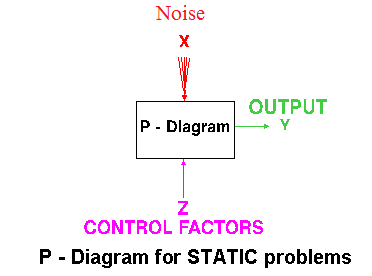 Noise
X
OUTPUT
P - Diagram
Y
Z
CONTROL FACTORS
P - Diagram for STATIC problems